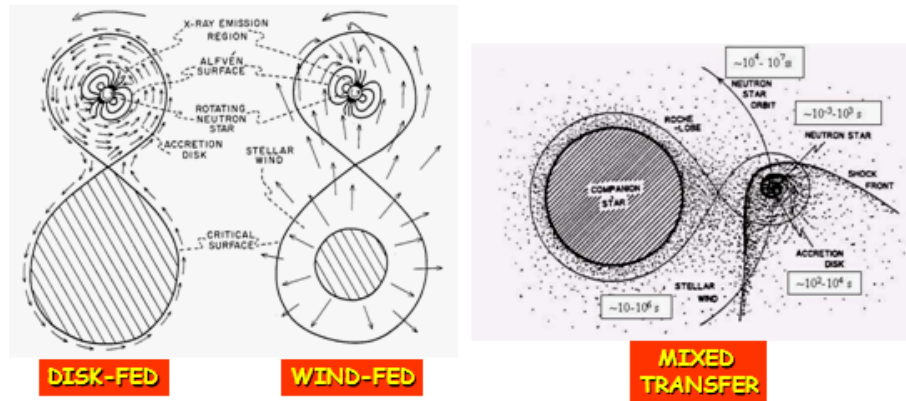 X-RAY EMISSION
REGION
ALFVÉN
SURFACE
ROTATING
NEUTRON
STAR
ACCRETION
DISK
STELLAR
WIND
CRITICAL
SURFACE
DISK-FED
WIND-FED
~10⁴- 10⁷ s
NEUTRON
STAR
ORBIT
~10⁻³-10³ s
NEUTRON STAR
ROCHE
-LOBE
SHOCK
FRONT
COMPANION
STAR
ACCRETION
DISK
~10²-10⁴ s
STELLAR
WIND
~10-10⁶ s
MIXED
TRANSFER